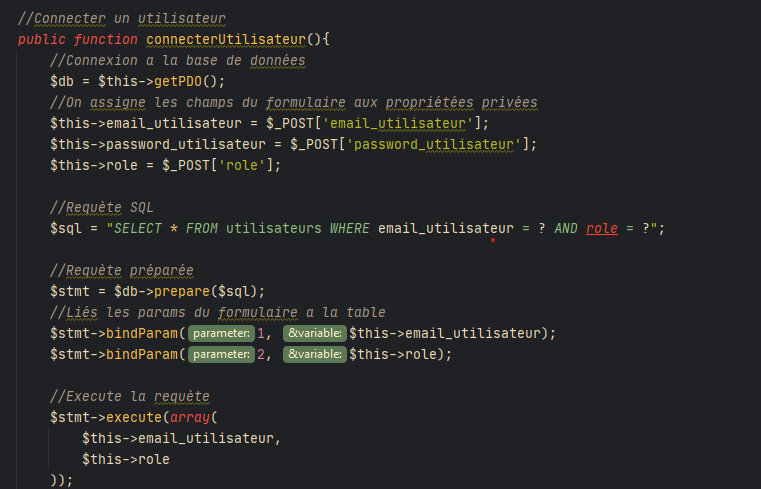 //Connecter un utilisateur
public function connecterUtilisateur(){
//Connexion a la base de données
$db = $this->getPDO();
//On assigne les champs du formulaire aux propriétées privées
$this->email_utilisateur = $_POST['email_utilisateur'];
$this->password_utilisateur = $_POST['password_utilisateur'];
$this->role = $_POST['role'];
//Requète SQL
$sql = "SELECT * FROM utilisateurs WHERE email_utilisateur = ? AND role = ?";
//Requète préparée
$stmt = $db->prepare($sql);
//Liés les params du formulaire a la table
$stmt->bindParam( parameter: 1, &variable: $this->email_utilisateur);
$stmt->bindParam( parameter: 2, &variable: $this->role);
//Execute la requète
$stmt->execute(array(
$this->email_utilisateur,
$this->role
));